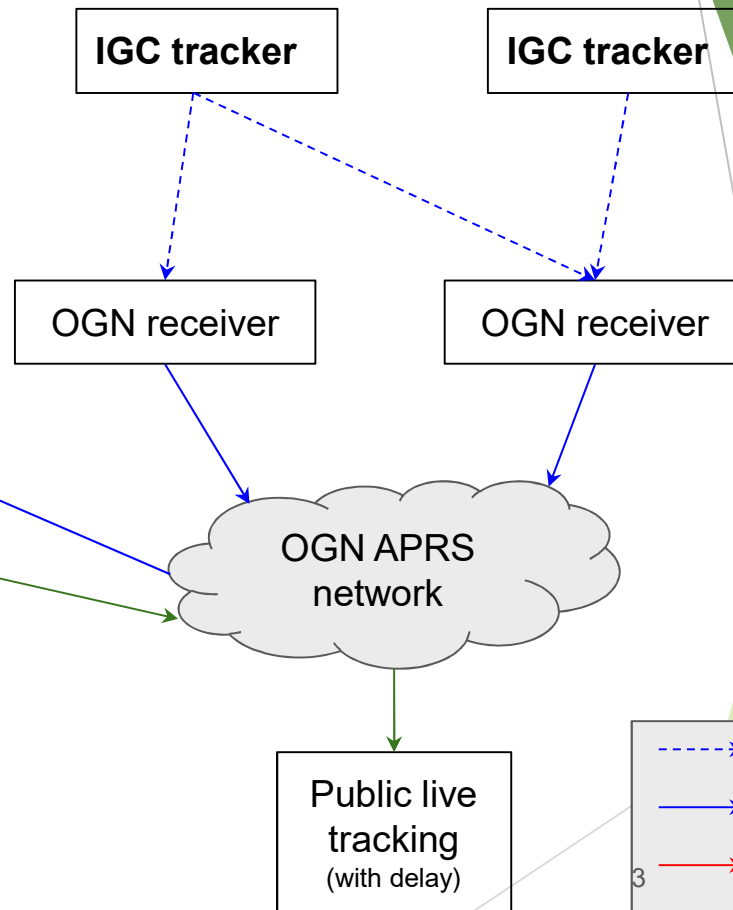 IGC tracker
IGC tracker
OGN receiver
OGN receiver
OGN APRS
network
Public live
tracking
(with delay)
3